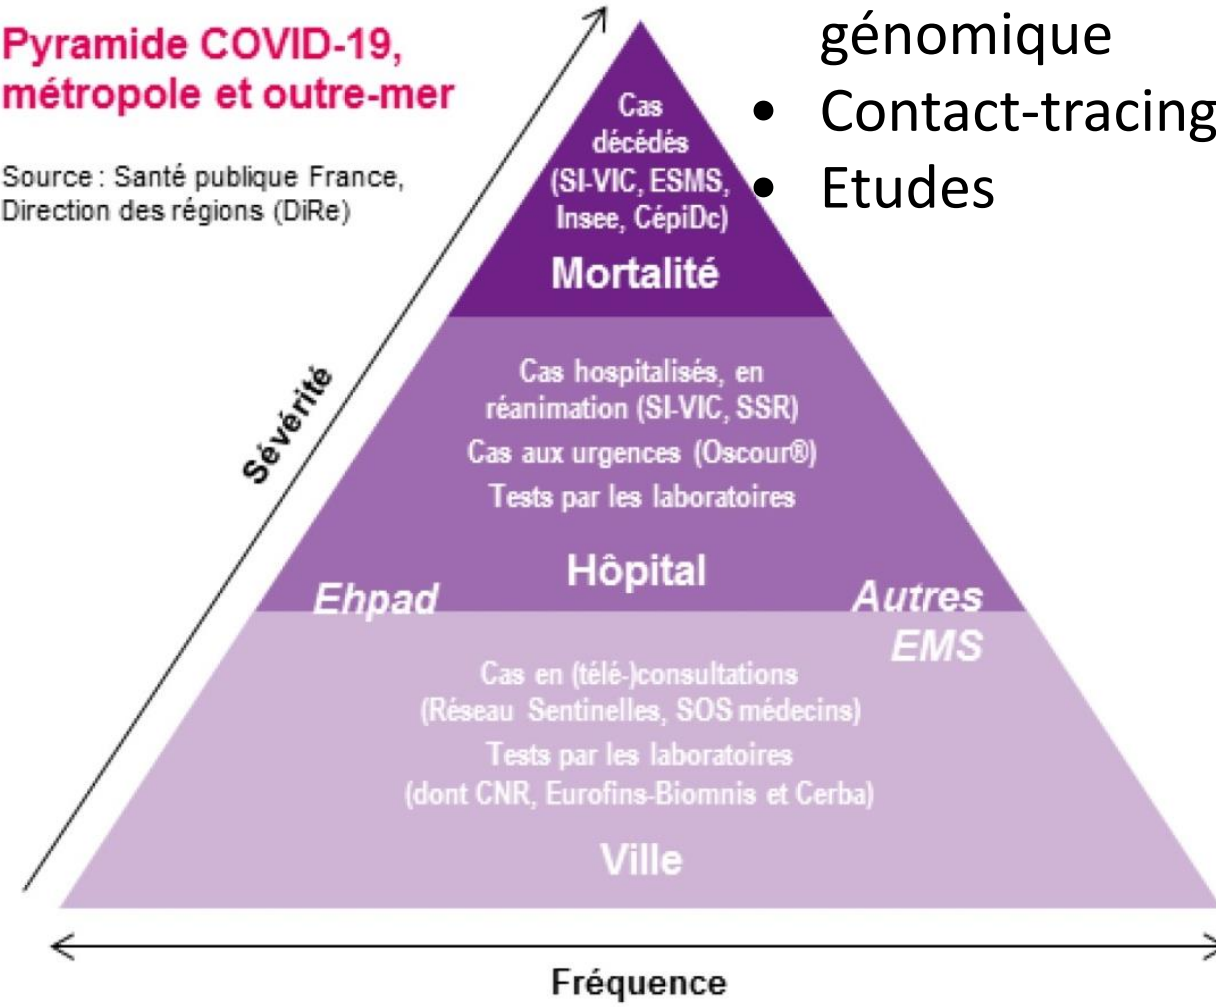 Pyramide COVID-19,
métropole et outre-mer
Source : Santé publique France,
Direction des régions (DiRe)
génomique
• Contact-tracing
• Etudes
Cas
décédés
(SI-VIC, ESMS,
Insee, CépiDc)
Mortalité
Sévérité
Cas hospitalisés, en
réanimation (SI-VIC, SSR)
Cas aux urgences (Oscour®)
Tests par les laboratoires
Hôpital
Ehpad
Autres
EMS
Cas en (télé-)consultations
(Réseau Sentinelles, SOS médecins)
Tests par les laboratoires
(dont CNR, Eurofins-Biomnis et Cerba)
Ville
Fréquence